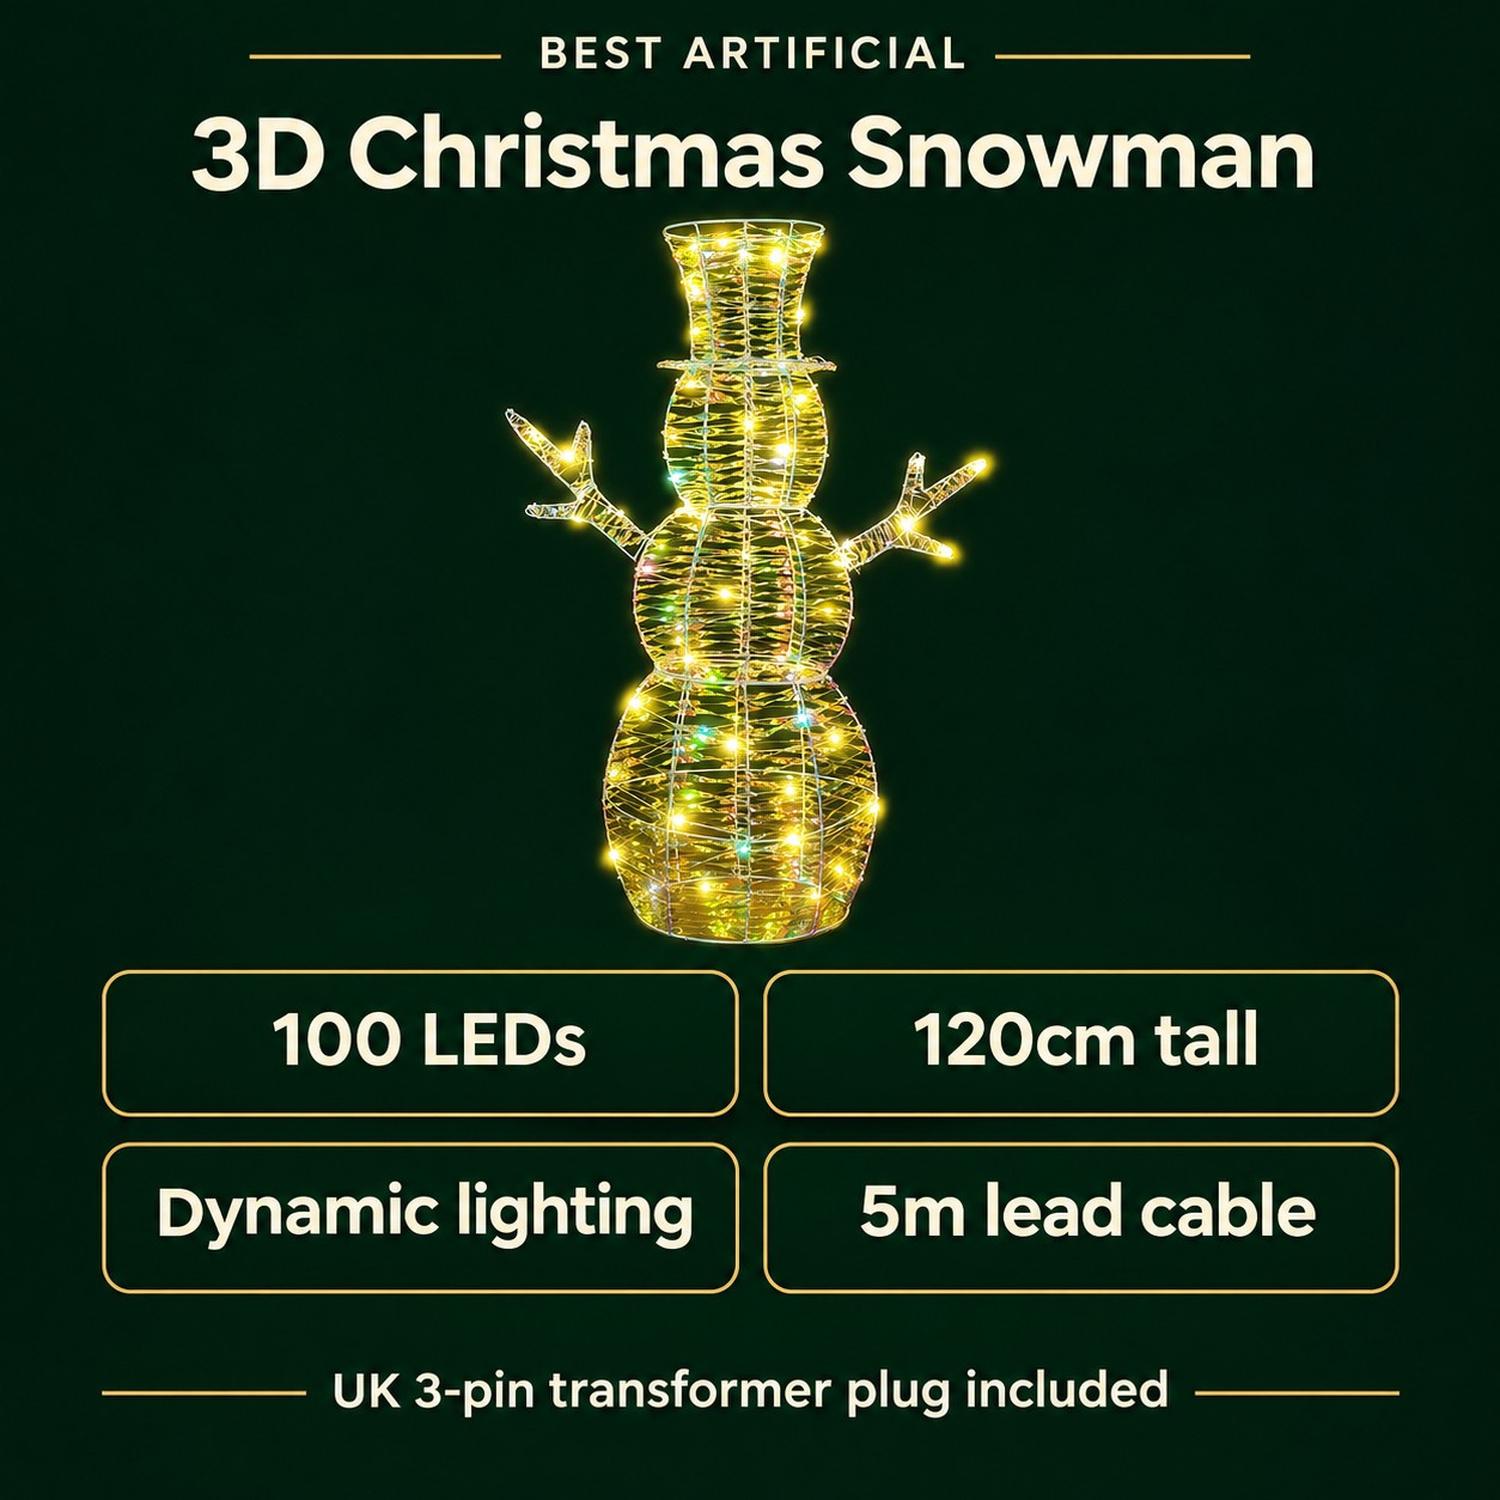 BEST ARTIFICIAL
3D Christmas Snowman
100 LEDs
120cm tall
Dynamic lighting
5m lead cable
UK 3-pin transformer plug included